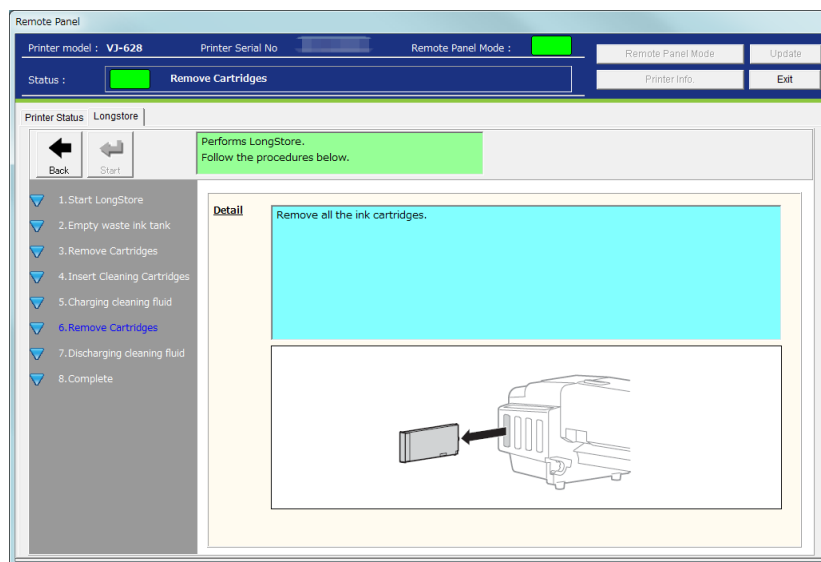 Remote Panel
Printer model : VJ-628 Printer Serial No Remote Panel Mode :
Remote Panel Mode Update
Status : Remove Cartridges
Printer Info. Exit
Printer Status Longstore
Back Start
Performs LongStore.
Follow the procedures below.
1.Start LongStore
2.Empty waste ink tank
3.Remove Cartridges
4.Insert Cleaning Cartridges
5.Charging cleaning fluid
6.Remove Cartridges
7.Discharging cleaning fluid
8.Complete
Detail
Remove all the ink cartridges.